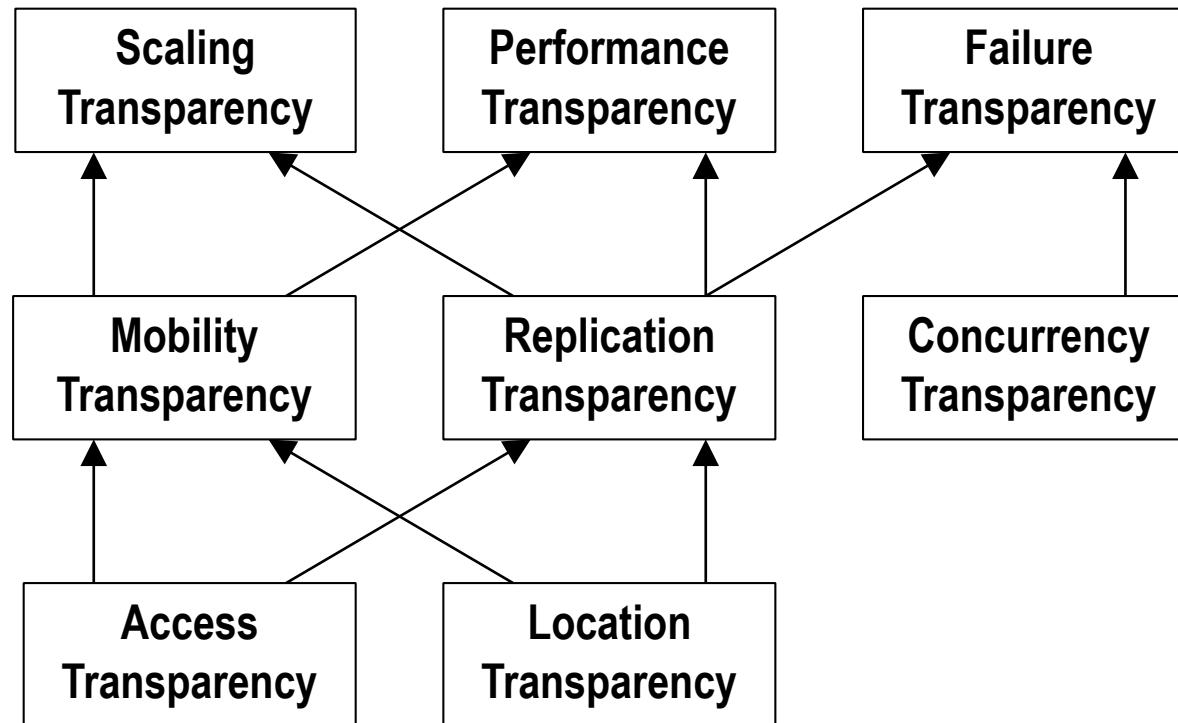 Scaling
Transparency
Performance
Transparency
Failure
Transparency
Mobility
Transparency
Replication
Transparency
Concurrency
Transparency
Access
Transparency
Location
Transparency